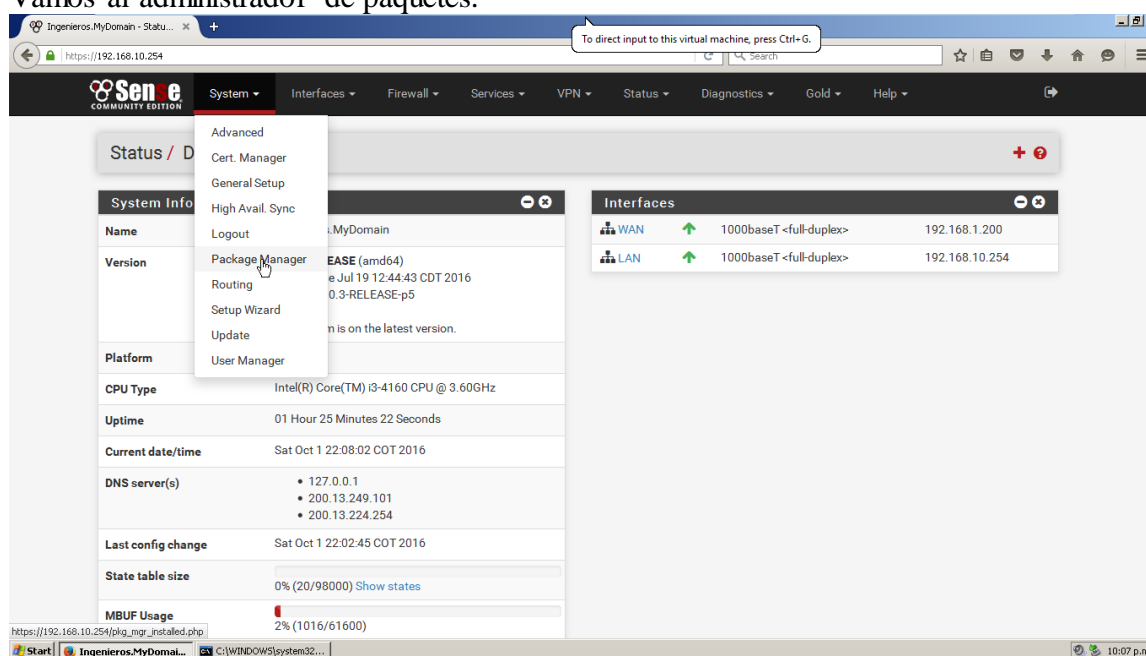 Vamos al administrador de paquetes.
Ingenieros.MyDomain - Statu... × +
To direct input to this virtual machine, press Ctrl+G.
https://192.168.10.254
Search
Sense
COMMUNITY EDITION
System Interfaces Firewall Services VPN Status Diagnostics Gold Help
Advanced
Cert. Manager
General Setup
High Avail. Sync
Logout
Package Manager
Routing
Setup Wizard
Update
User Manager
Status / D
System Info
Name .MyDomain
Version EASE (amd64)
e Jul 19 12:44:43 CDT 2016
0.3-RELEASE-p5
m is on the latest version.
Platform
CPU Type Intel(R) Core(TM) i3-4160 CPU @ 3.60GHz
Uptime 01 Hour 25 Minutes 22 Seconds
Current date/time Sat Oct 1 22:08:02 COT 2016
DNS server(s)
• 127.0.0.1
• 200.13.249.101
• 200.13.224.254
Last config change Sat Oct 1 22:02:45 COT 2016
State table size
0% (20/98000) Show states
MBUF Usage
2% (1016/61600)
Interfaces
WAN 1000baseT <full-duplex> 192.168.1.200
LAN 1000baseT <full-duplex> 192.168.10.254
https://192.168.10.254/pkg_mgr_installed.php
Start Ingenieros.MyDomai... C:\WINDOWS\system32... 10:07 p.m